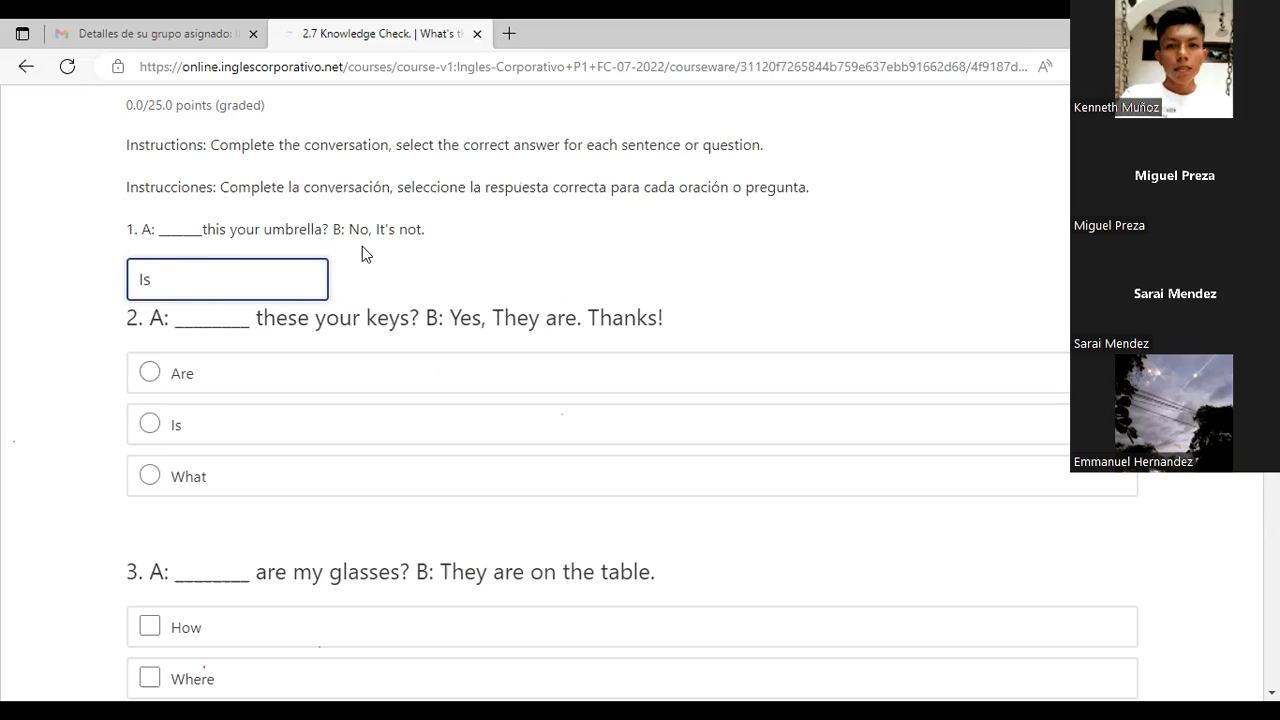 Detalles de su grupo asignado:
2.7 Knowledge Check. | What's th
https://online.inglescorporativo.net/courses/course-v1:Ingles-Corporativo+P1+FC-07-2022/courseware/31120f7265844b759e637ebb91662d68/4f9187d...
0.0/25.0 points (graded)
Instructions: Complete the conversation, select the correct answer for each sentence or question.
Instrucciones: Complete la conversación, seleccione la respuesta correcta para cada oración o pregunta.
1. A: _______this your umbrella? B: No, It's not.
Is
2. A: ________ these your keys? B: Yes, They are. Thanks!
Are
Is
What
3. A: ________ are my glasses? B: They are on the table.
How
Where
Kenneth Muñoz
Miguel Preza
Miguel Preza
Sarai Mendez
Sarai Mendez
Emmanuel Hernandez